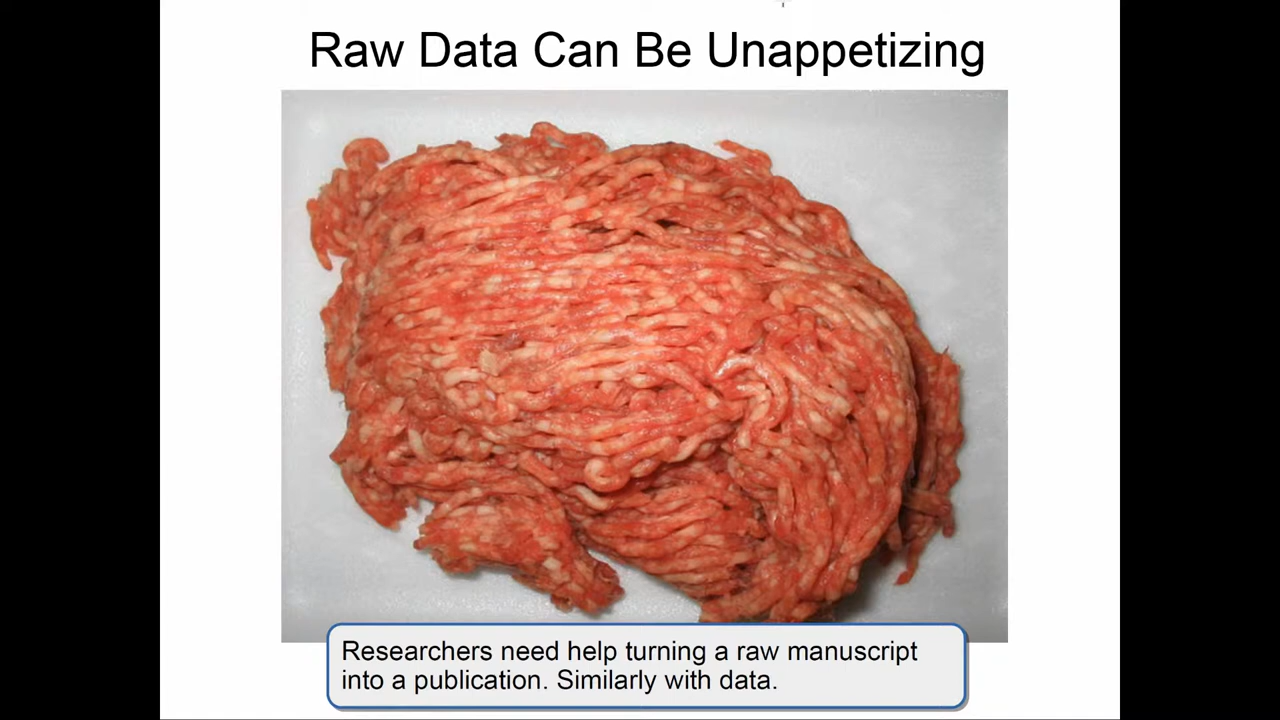 Raw Data Can Be Unappetizing
Researchers need help turning a raw manuscript
into a publication. Similarly with data.